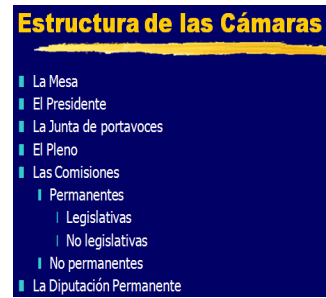 Estructura de las Cámaras
La Mesa
El Presidente
La Junta de portavoces
El Pleno
Las Comisiones
Permanentes
Legislativas
No legislativas
No permanentes
La Diputación Permanente